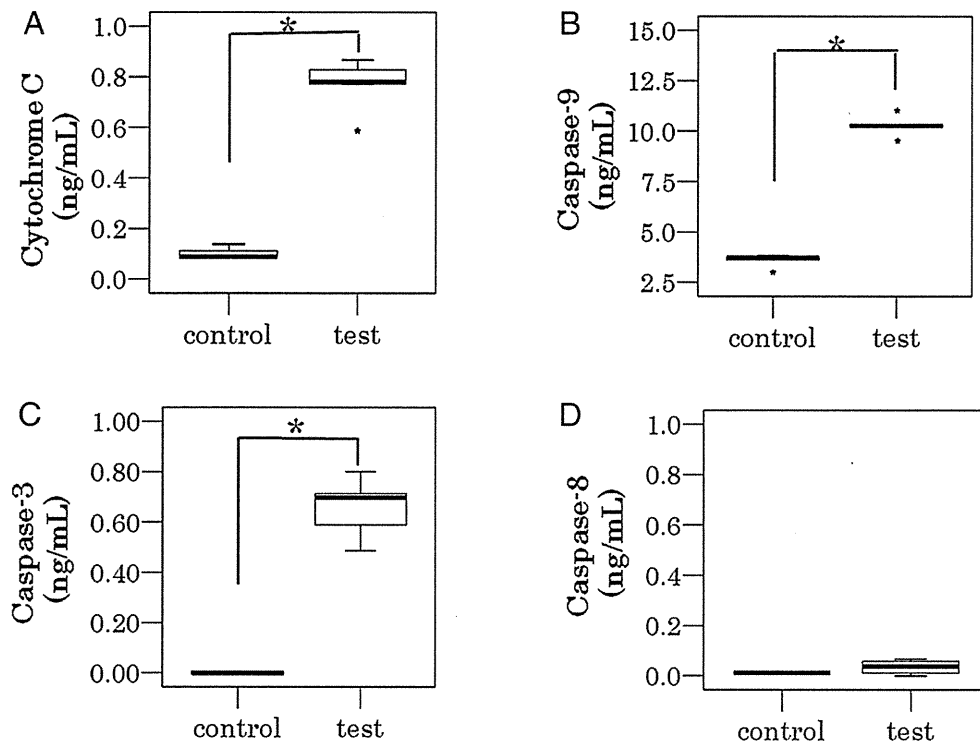 A
Cytochrome C
(ng/mL)
1.0
0.8
0.6
0.4
0.2
0.0
*
*
control
test
B
Caspase-9
(ng/mL)
15.0
12.5
10.0
7.5
5.0
2.5
*
*
*
*
control
test
C
Caspase-3
(ng/mL)
1.00
0.80
0.60
0.40
0.20
0.00
*
control
test
D
Caspase-8
(ng/mL)
1.0
0.8
0.6
0.4
0.2
0.0
control
test